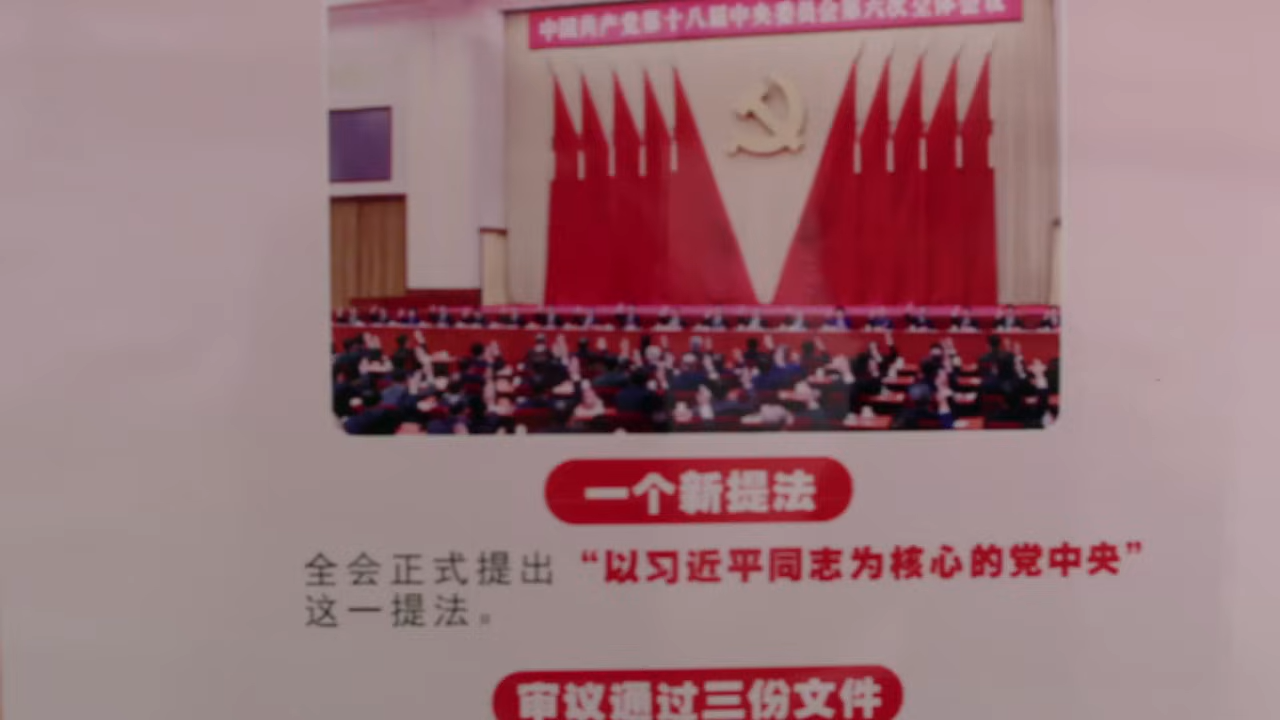 中国共产党第十八届中央委员会第六次全体会议
一个新提法
全会正式提出“以习近平同志为核心的党中央”
这一提法。
审议通过三份文件